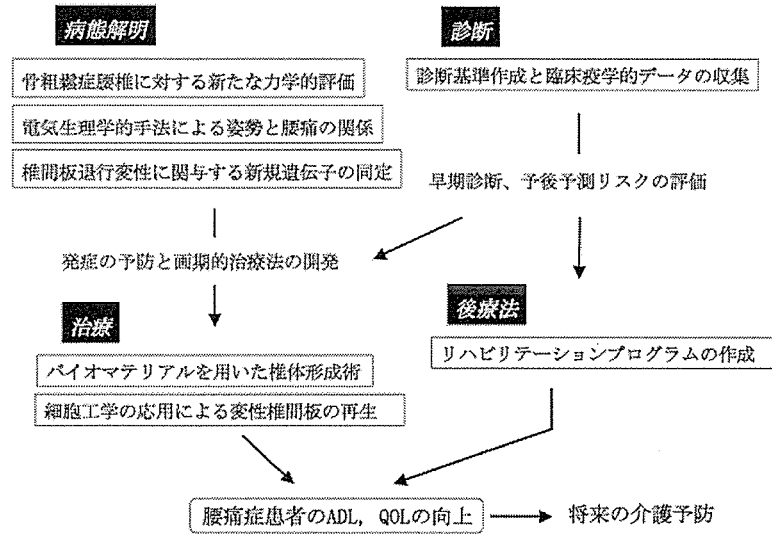 病態解明
骨粗鬆症腰椎に対する新たな力学的評価
電気生理学的手法による姿勢と腰痛の関係
椎間板退行変性に関与する新規遺伝子の同定
診断
診断基準作成と臨床疫学的データの収集
早期診断、予後予測リスクの評価
発症の予防と画期的治療法の開発
治療
バイオマテリアルを用いた椎体形成術
細胞工学の応用による変性椎間板の再生
後療法
リハビリテーションプログラムの作成
腰痛症患者のADL, QOLの向上
将来の介護予防